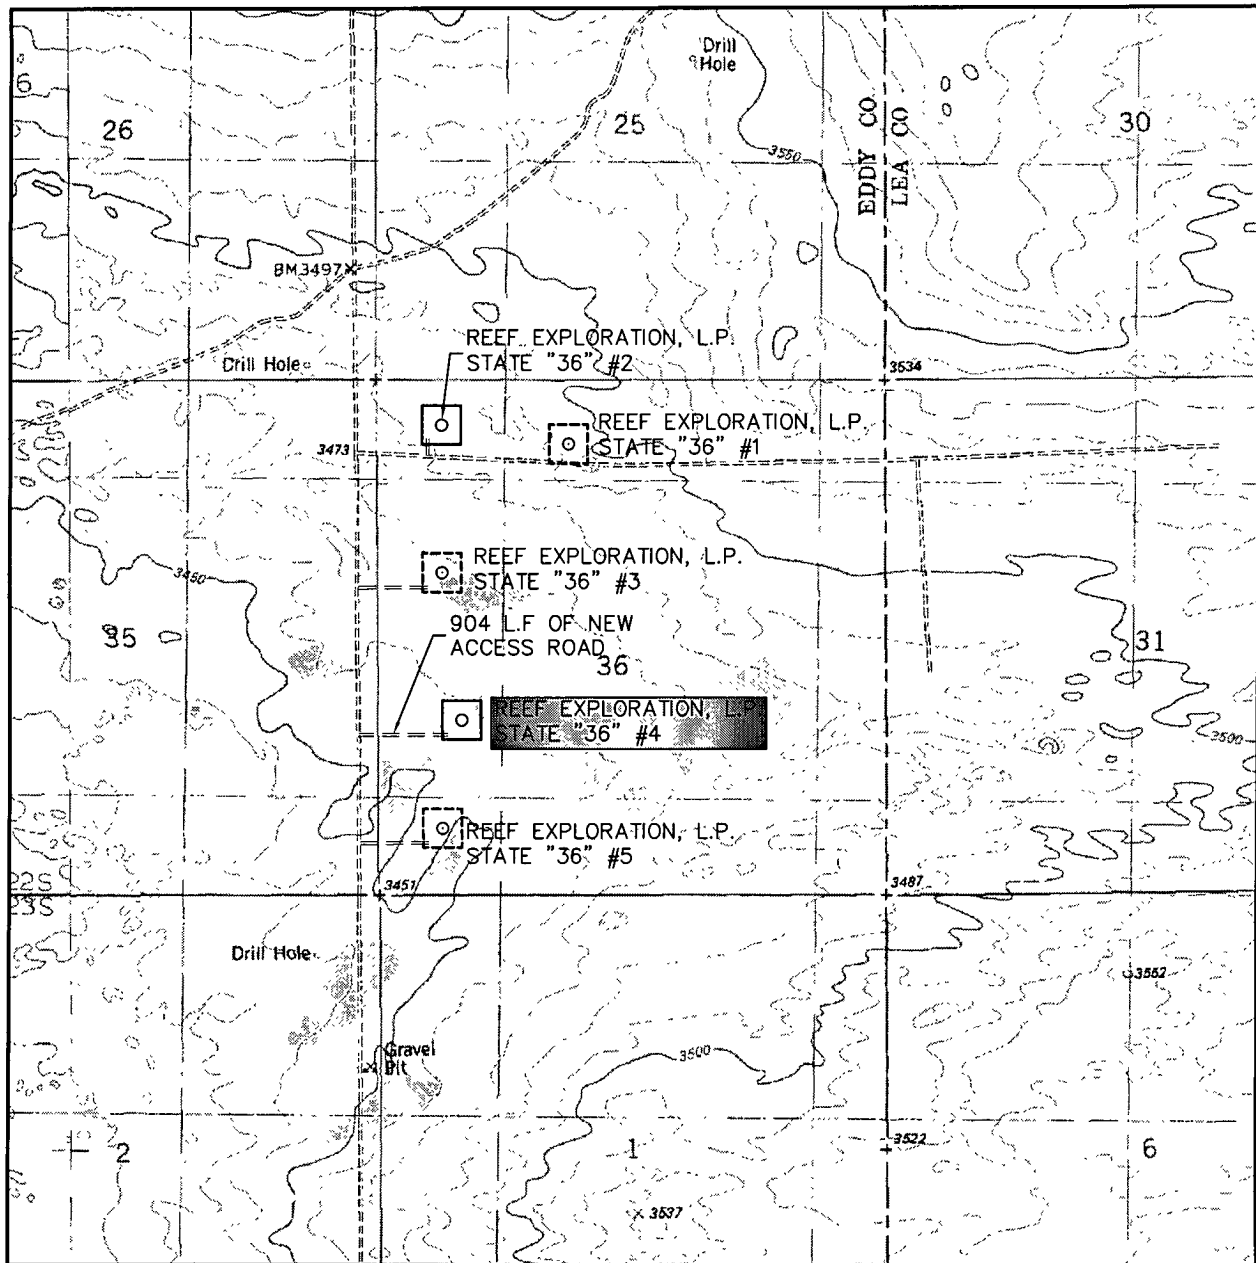 Drill
Hole
6
26
25
30
EDDY CO
LEA CO
3550
BM 3497
REEF EXPLORATION, L.P.
STATE "36" #2
Drill Hole
3534
REEF EXPLORATION, L.P.
STATE "36" #1
3473
REEF EXPLORATION, L.P.
STATE "36" #3
3450
904 L.F OF NEW
ACCESS ROAD
35
36
31
REEF EXPLORATION, L.P.
STATE "36" #4
3500
REEF EXPLORATION, L.P.
STATE "36" #5
22S
23S
3451
3487
Drill Hole
3552
Gravel
Pit
3500
2
1
3522
6
3537